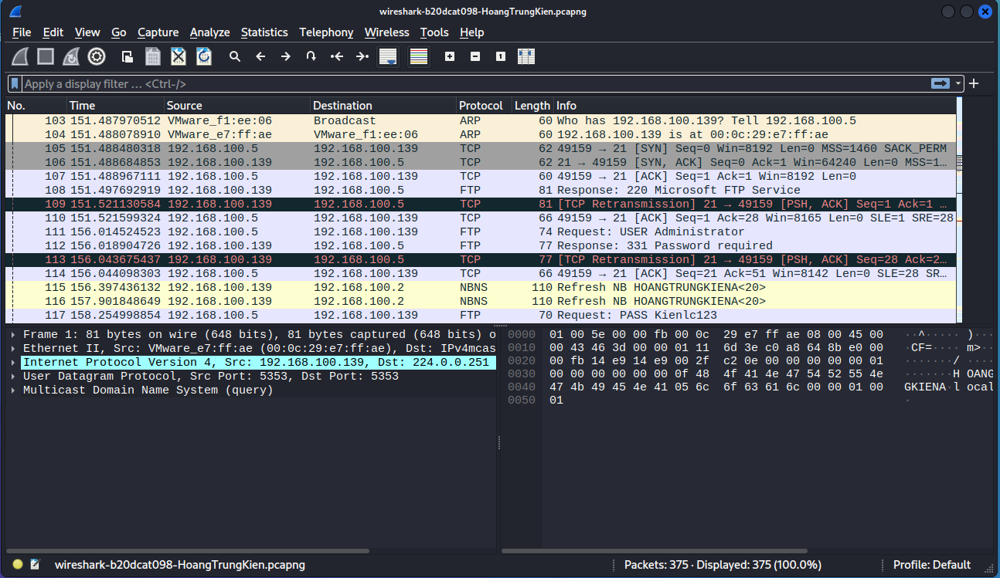 wireshark-b20dcat098-HoangTrungKien.pcapng
File Edit View Go Capture Analyze Statistics Telephony Wireless Tools Help
Apply a display filter … <Ctrl-/>
No. Time Source Destination Protocol Length Info
103 151.487970512 VMware_f1:ee:06 Broadcast ARP 60 Who has 192.168.100.139? Tell 192.168.100.5
104 151.488078910 VMware_e7:ff:ae VMware_f1:ee:06 ARP 60 192.168.100.139 is at 00:0c:29:e7:ff:ae
105 151.488480318 192.168.100.5 192.168.100.139 TCP 62 49159 → 21 [SYN] Seq=0 Win=8192 Len=0 MSS=1460 SACK_PERM
106 151.488684853 192.168.100.139 192.168.100.5 TCP 62 21 → 49159 [SYN, ACK] Seq=0 Ack=1 Win=64240 Len=0 MSS=1…
107 151.488967111 192.168.100.5 192.168.100.139 TCP 60 49159 → 21 [ACK] Seq=1 Ack=1 Win=8192 Len=0
108 151.497692919 192.168.100.139 192.168.100.5 FTP 81 Response: 220 Microsoft FTP Service
109 151.521130584 192.168.100.139 192.168.100.5 TCP 81 [TCP Retransmission] 21 → 49159 [PSH, ACK] Seq=1 Ack=1 …
110 151.521599324 192.168.100.5 192.168.100.139 TCP 66 49159 → 21 [ACK] Seq=1 Ack=28 Win=8165 Len=0 SLE=1 SRE=28
111 156.014524523 192.168.100.5 192.168.100.139 FTP 74 Request: USER Administrator
112 156.018904726 192.168.100.139 192.168.100.5 FTP 77 Response: 331 Password required
113 156.043675437 192.168.100.139 192.168.100.5 TCP 77 [TCP Retransmission] 21 → 49159 [PSH, ACK] Seq=28 Ack=2…
114 156.044098303 192.168.100.5 192.168.100.139 TCP 66 49159 → 21 [ACK] Seq=21 Ack=51 Win=8142 Len=0 SLE=28 SR…
115 156.397436132 192.168.100.139 192.168.100.2 NBNS 110 Refresh NB HOANGTRUNGKIENA<20>
116 157.901848649 192.168.100.139 192.168.100.2 NBNS 110 Refresh NB HOANGTRUNGKIENA<20>
117 158.254998854 192.168.100.5 192.168.100.139 FTP 70 Request: PASS Kienlc123
Frame 1: 81 bytes on wire (648 bits), 81 bytes captured (648 bits) o
Ethernet II, Src: VMware_e7:ff:ae (00:0c:29:e7:ff:ae), Dst: IPv4mcas
Internet Protocol Version 4, Src: 192.168.100.139, Dst: 224.0.0.251
User Datagram Protocol, Src Port: 5353, Dst Port: 5353
Multicast Domain Name System (query)
0000 01 00 5e 00 00 fb 00 0c 29 e7 ff ae 08 00 45 00 ··^····· )···
0010 00 43 46 3d 00 00 01 11 6d 3e c0 a8 64 8b e0 00 ·CF=···· m>··
0020 00 fb 14 e9 14 e9 00 2f c2 0e 00 00 00 00 00 01 ·······/ ····
0030 00 00 00 00 00 00 0f 48 4f 41 4e 47 54 52 55 4e ·······H OANG
0040 47 4b 49 45 4e 41 05 6c 6f 63 61 6c 00 00 01 00 GKIENA·l ocal
0050 01 ·
wireshark-b20dcat098-HoangTrungKien.pcapng Packets: 375 · Displayed: 375 (100.0%) Profile: Default